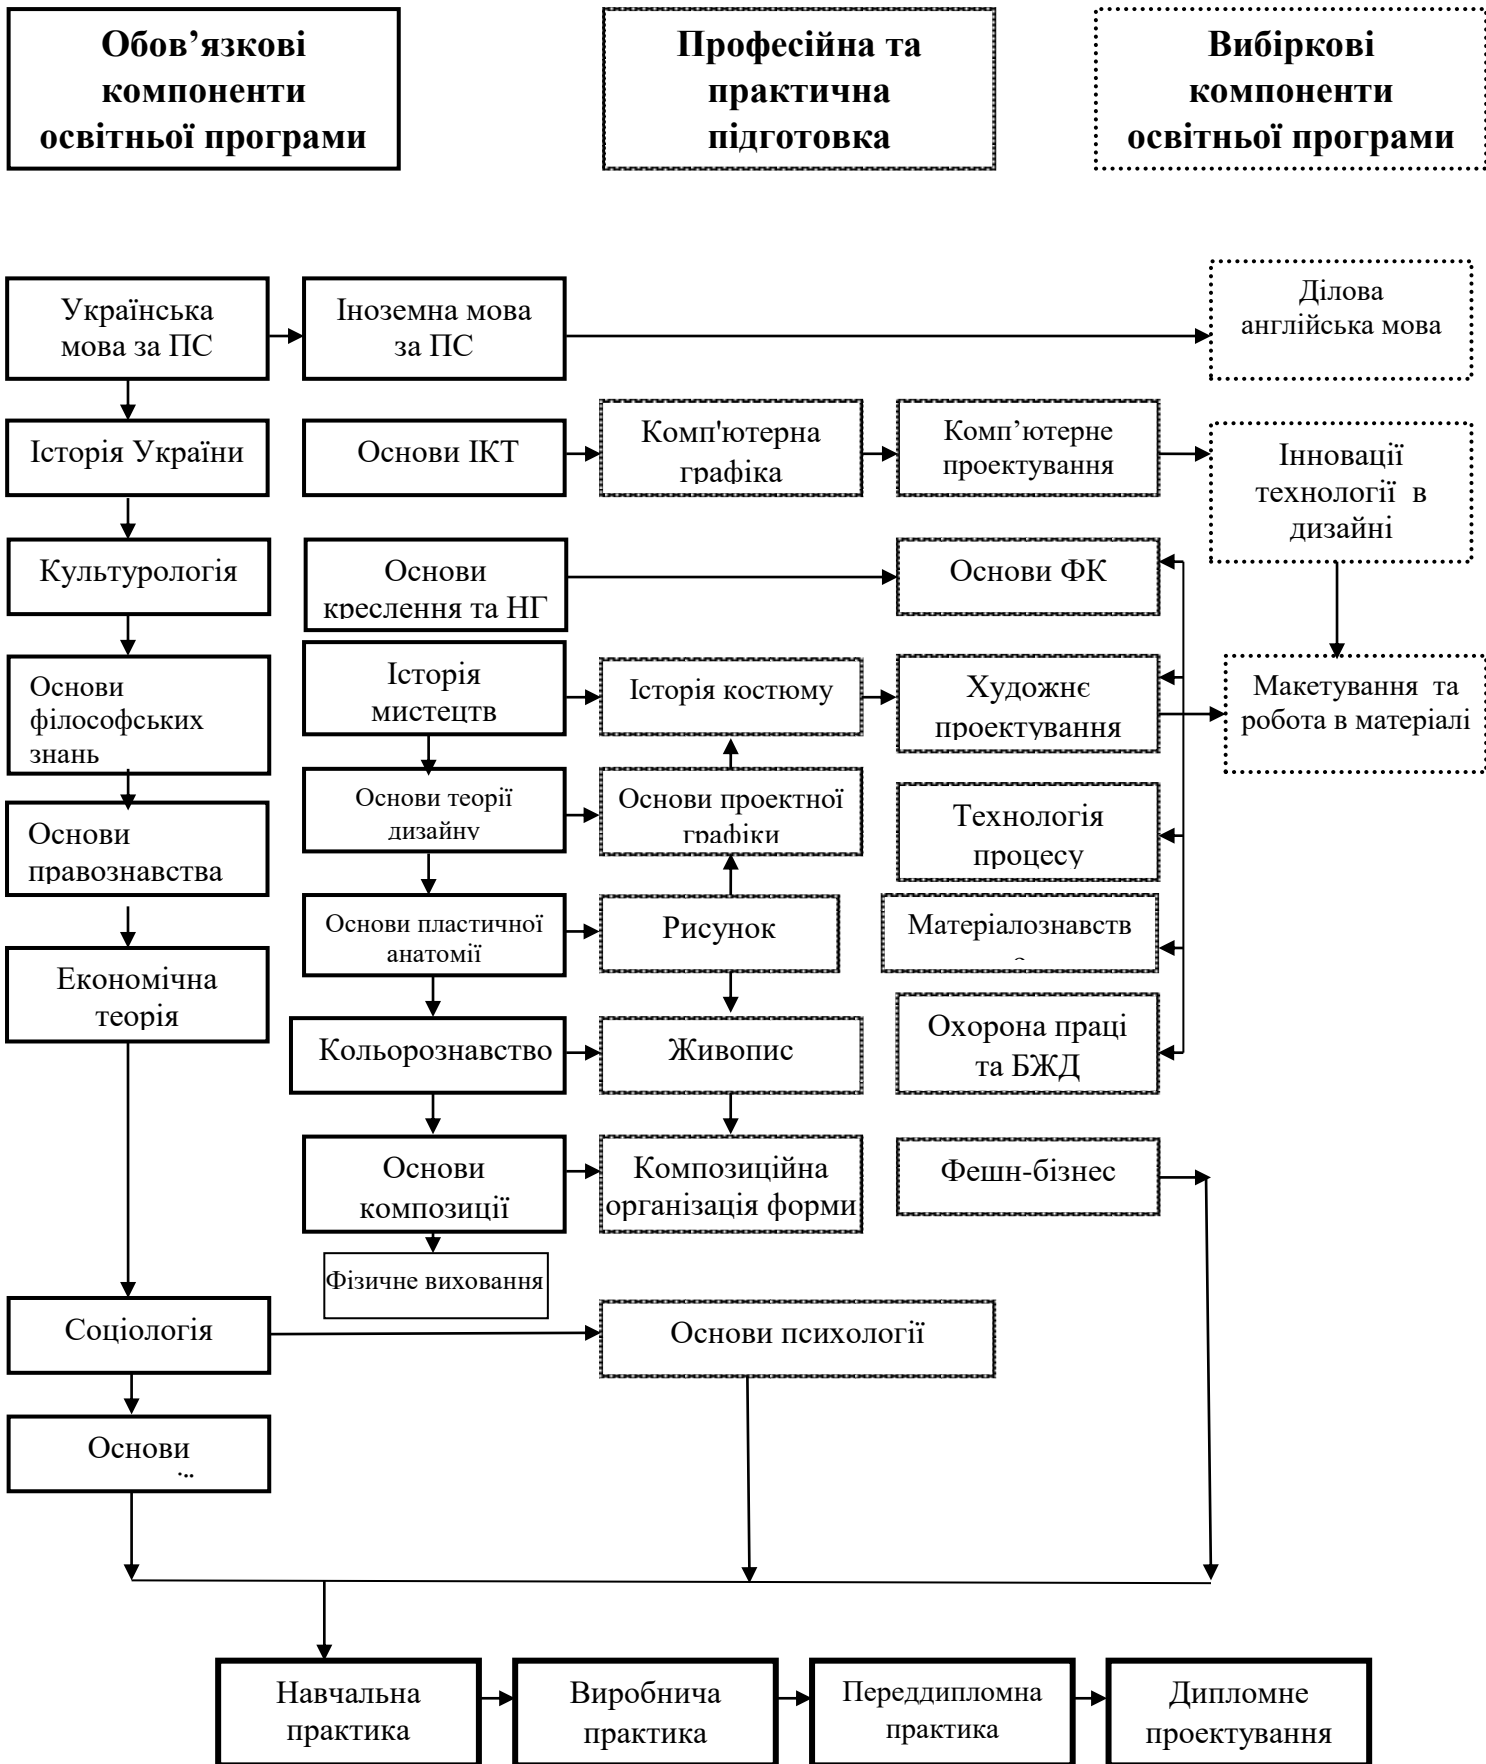 Обов’язкові
компоненти
освітньої програми
Професійна та
практична
підготовка
Вибіркові
компоненти
освітньої програми
Українська
мова за ПС
Іноземна мова
за ПС
Ділова
англійська мова
Історія України
Основи ІКТ
Комп'ютерна
графіка
Комп’ютерне
проектування
Інновації
технології в
дизайні
Культурологія
Основи
креслення та НГ
Основи ФК
Основи
філософських
знань
Історія
мистецтв
Історія костюму
Художнє
проектування
Макетування та
робота в матеріалі
Основи
правознавства
Основи теорії
дизайну
Основи проектної
графіки
Технологія
процесу
Основи пластичної
анатомії
Рисунок
Матеріалознавств
Економічна
теорія
Кольорознавство
Живопис
Охорона праці
та БЖД
Основи
композиції
Композиційна
організація форми
Фешн-бізнес
Фізичне виховання
Соціологія
Основи психології
Основи
Навчальна
практика
Виробнича
практика
Переддипломна
практика
Дипломне
проектування